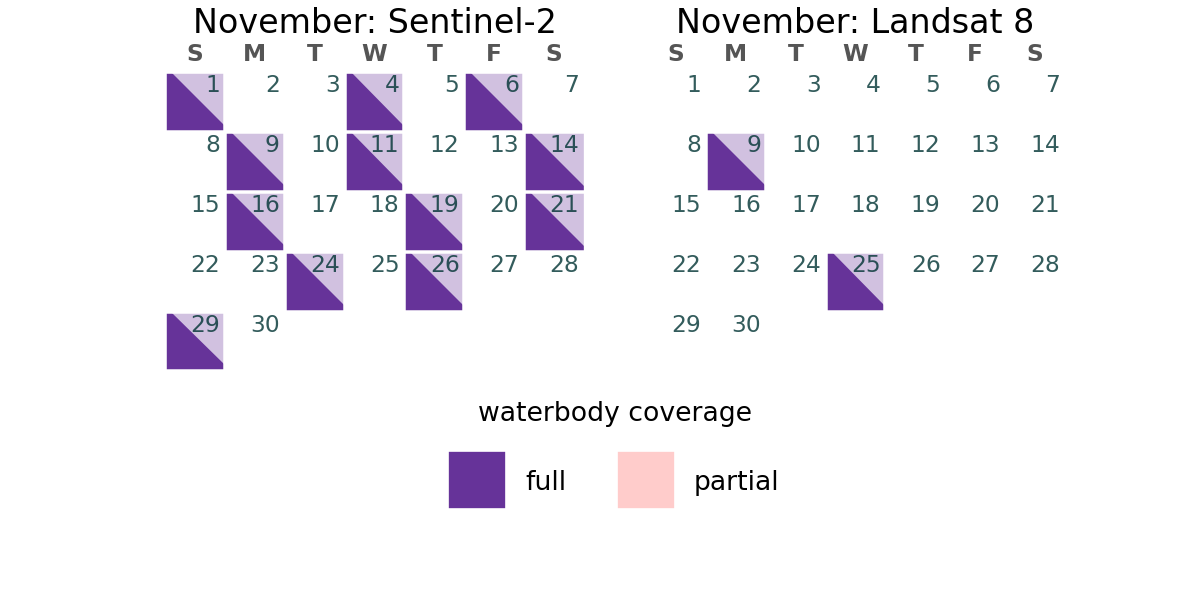 November: Sentinel-2
S M T W T F S
1 2 3 4 5 6 7
8 9 10 11 12 13 14
15 16 17 18 19 20 21
22 23 24 25 26 27 28
29 30
November: Landsat 8
S M T W T F S
1 2 3 4 5 6 7
8 9 10 11 12 13 14
15 16 17 18 19 20 21
22 23 24 25 26 27 28
29 30
waterbody coverage
full partial